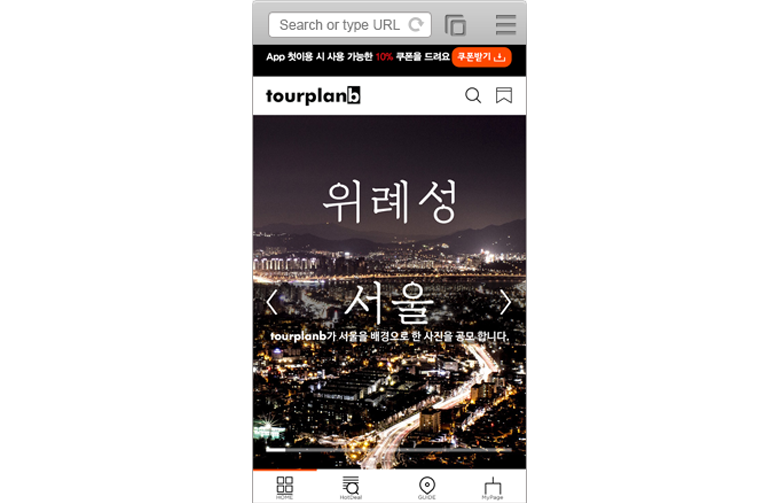 Search or type URL
App 첫이용 시 사용 가능한 10% 쿠폰을 드려요 쿠폰받기
tourplanb
위례성
서울
tourplanb가 서울을 배경으로 한 사진을 공모 합니다.
HOME HotDeal GUIDE MyPage